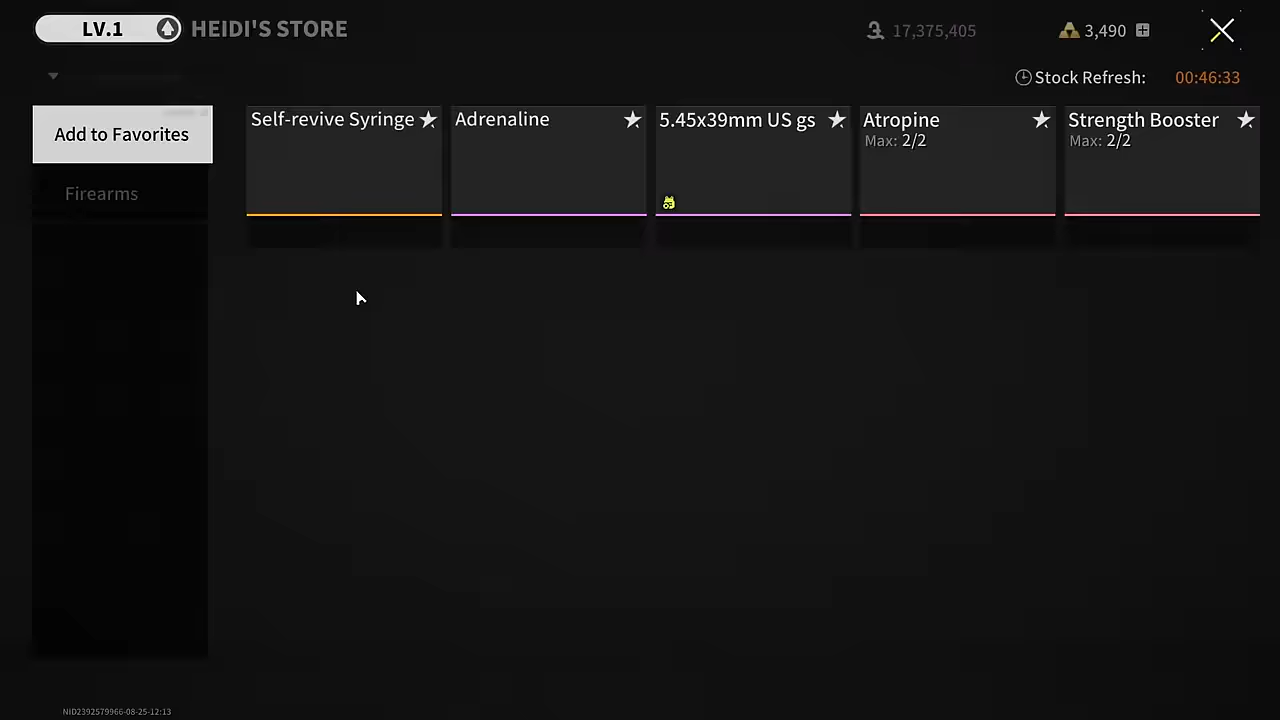 LV.1
HEIDI'S STORE
17,375,405
3,490
Stock Refresh: 00:46:33
Add to Favorites
Firearms
Self-revive Syringe
Adrenaline
5.45x39mm US gs
Atropine
Max: 2/2
Strength Booster
Max: 2/2
NID2392579966-08-25-12:13